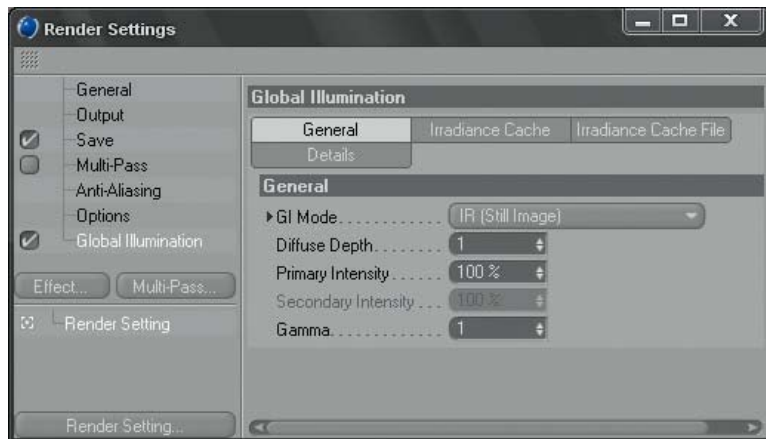 Render Settings
X
General
Output
Save
Multi-Pass
Anti-Aliasing
Options
Global Illumination
Effect... Multi-Pass...
Render Setting
Render Setting...
Global Illumination
General Irradiance Cache Irradiance Cache File
Details
General
GI Mode............ IR (Still Image)
Diffuse Depth....... 1
Primary Intensity...... 100 %
Secondary Intensity... 100 %
Gamma.............. 1